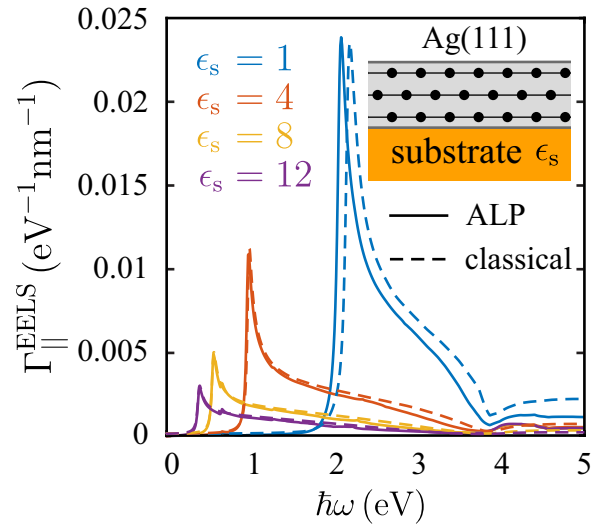 0.025
0.02
0.015
0.01
0.005
0
Γ||^EELS (eV⁻¹nm⁻¹)
ϵs = 1
ϵs = 4
ϵs = 8
ϵs = 12
Ag(111)
substrate ϵs
ALP
classical
0 1 2 3 4 5
ℏω (eV)